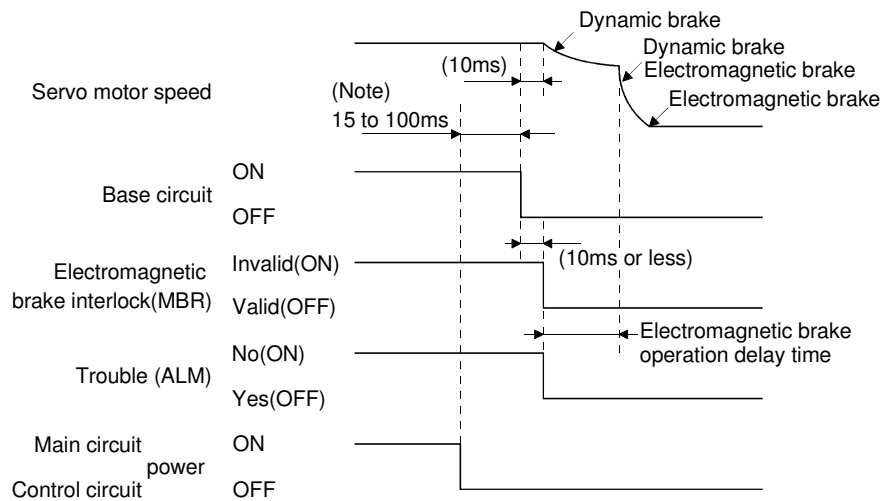 Dynamic brake
Dynamic brake
Electromagnetic brake
Electromagnetic brake
(10ms)
Servo motor speed
(Note)
15 to 100ms
Base circuit
ON
OFF
(10ms or less)
Electromagnetic
brake interlock(MBR)
Invalid(ON)
Valid(OFF)
Electromagnetic brake
operation delay time
Trouble (ALM)
No(ON)
Yes(OFF)
Main circuit
Control circuit
power
ON
OFF